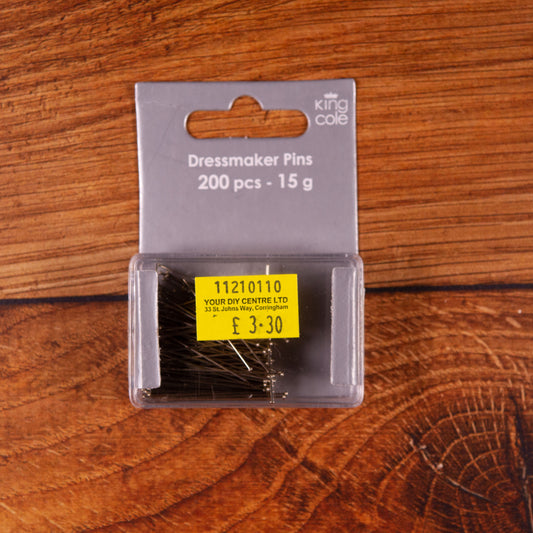 King
Cole
Dressmaker Pins
200 pcs - 15 g
11210110
YOUR DIY CENTRE LTD
33 St. Johns Way, Corringham
£ 3·30